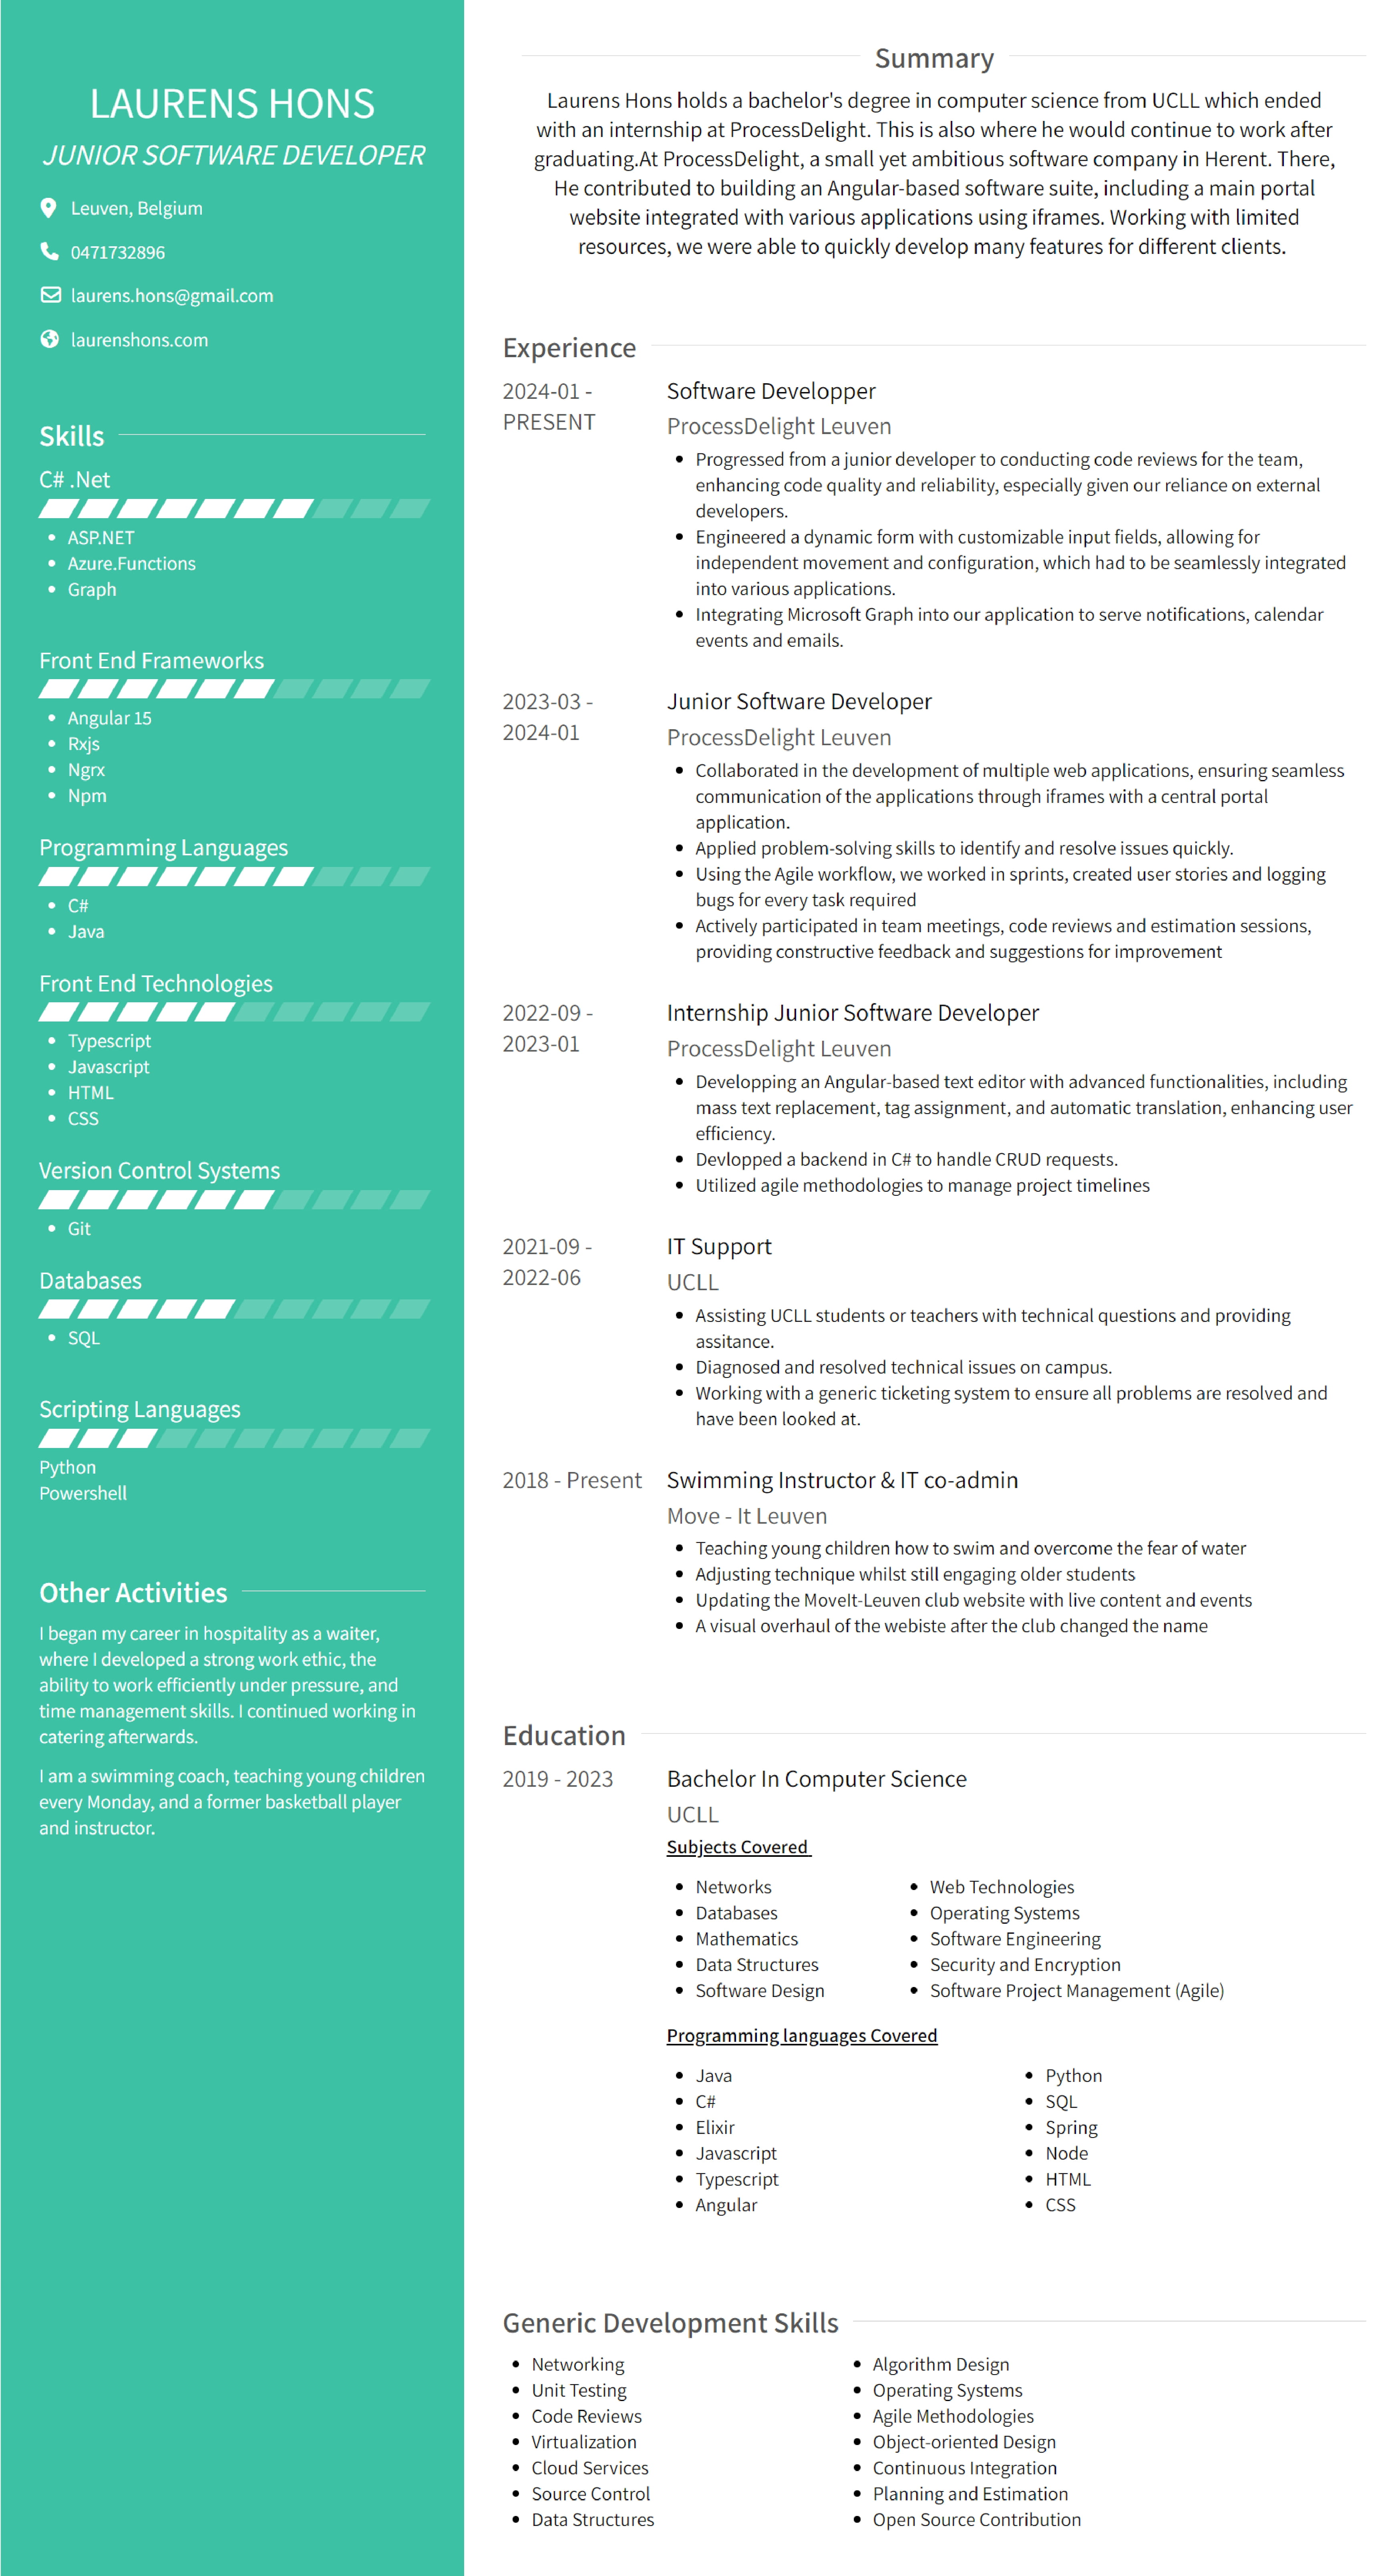 LAURENS HONS
JUNIOR SOFTWARE DEVELOPER
Leuven, Belgium
0471732896
laurens.hons@gmail.com
laurenshons.com
Skills
C# .Net
ASP.NET
Azure.Functions
Graph
Front End Frameworks
Angular 15
Rxjs
Ngrx
Npm
Programming Languages
C#
Java
Front End Technologies
Typescript
Javascript
HTML
CSS
Version Control Systems
Git
Databases
SQL
Scripting Languages
Python
Powershell
Other Activities
I began my career in hospitality as a waiter,
where I developed a strong work ethic, the
ability to work efficiently under pressure, and
time management skills. I continued working in
catering afterwards.
I am a swimming coach, teaching young children
every Monday, and a former basketball player
and instructor.
Summary
Laurens Hons holds a bachelor's degree in computer science from UCLL which ended
with an internship at ProcessDelight. This is also where he would continue to work after
graduating.At ProcessDelight, a small yet ambitious software company in Herent. There,
He contributed to building an Angular-based software suite, including a main portal
website integrated with various applications using iframes. Working with limited
resources, we were able to quickly develop many features for different clients.
Experience
2024-01 -
PRESENT
Software Developper
ProcessDelight Leuven
Progressed from a junior developer to conducting code reviews for the team,
enhancing code quality and reliability, especially given our reliance on external
developers.
Engineered a dynamic form with customizable input fields, allowing for
independent movement and configuration, which had to be seamlessly integrated
into various applications.
Integrating Microsoft Graph into our application to serve notifications, calendar
events and emails.
2023-03 -
2024-01
Junior Software Developer
ProcessDelight Leuven
Collaborated in the development of multiple web applications, ensuring seamless
communication of the applications through iframes with a central portal
application.
Applied problem-solving skills to identify and resolve issues quickly.
Using the Agile workflow, we worked in sprints, created user stories and logging
bugs for every task required
Actively participated in team meetings, code reviews and estimation sessions,
providing constructive feedback and suggestions for improvement
2022-09 -
2023-01
Internship Junior Software Developer
ProcessDelight Leuven
Developping an Angular-based text editor with advanced functionalities, including
mass text replacement, tag assignment, and automatic translation, enhancing user
efficiency.
Devlopped a backend in C# to handle CRUD requests.
Utilized agile methodologies to manage project timelines
2021-09 -
2022-06
IT Support
UCLL
Assisting UCLL students or teachers with technical questions and providing
assitance.
Diagnosed and resolved technical issues on campus.
Working with a generic ticketing system to ensure all problems are resolved and
have been looked at.
2018 - Present
Swimming Instructor & IT co-admin
Move - It Leuven
Teaching young children how to swim and overcome the fear of water
Adjusting technique whilst still engaging older students
Updating the MoveIt-Leuven club website with live content and events
A visual overhaul of the webiste after the club changed the name
Education
2019 - 2023
Bachelor In Computer Science
UCLL
Subjects Covered
Networks
Databases
Mathematics
Data Structures
Software Design
Web Technologies
Operating Systems
Software Engineering
Security and Encryption
Software Project Management (Agile)
Programming languages Covered
Java
C#
Elixir
Javascript
Typescript
Angular
Python
SQL
Spring
Node
HTML
CSS
Generic Development Skills
Networking
Unit Testing
Code Reviews
Virtualization
Cloud Services
Source Control
Data Structures
Algorithm Design
Operating Systems
Agile Methodologies
Object-oriented Design
Continuous Integration
Planning and Estimation
Open Source Contribution